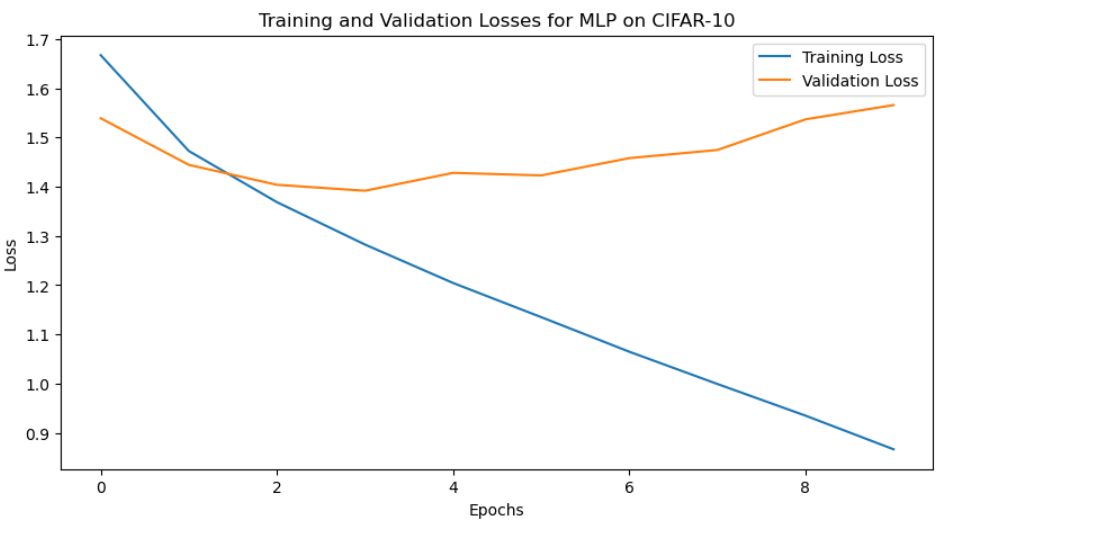 Training and Validation Losses for MLP on CIFAR-10
1.7
1.6
1.5
1.4
1.3
1.2
1.1
1.0
0.9
Loss
Training Loss
Validation Loss
0 2 4 6 8
Epochs